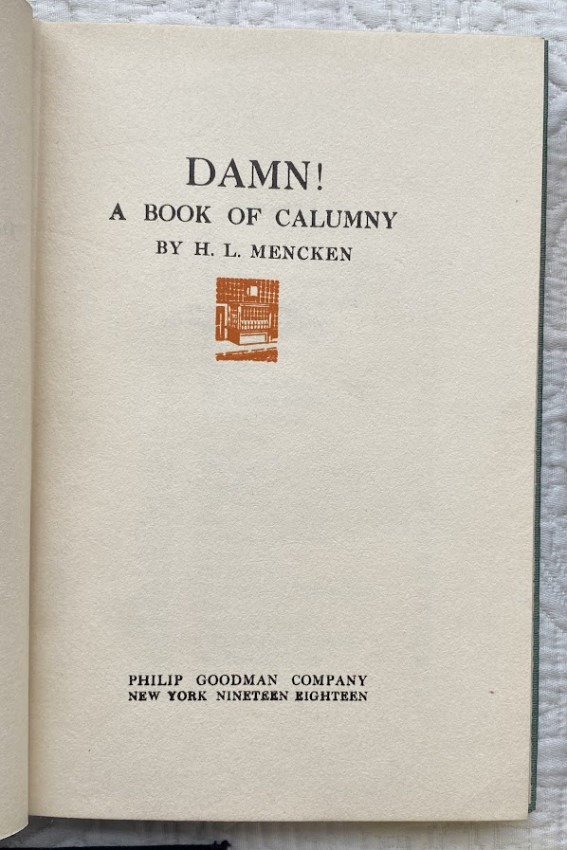 DAMN!
A BOOK OF CALUMNY
BY H. L. MENCKEN
PHILIP GOODMAN COMPANY
NEW YORK NINETEEN EIGHTEEN